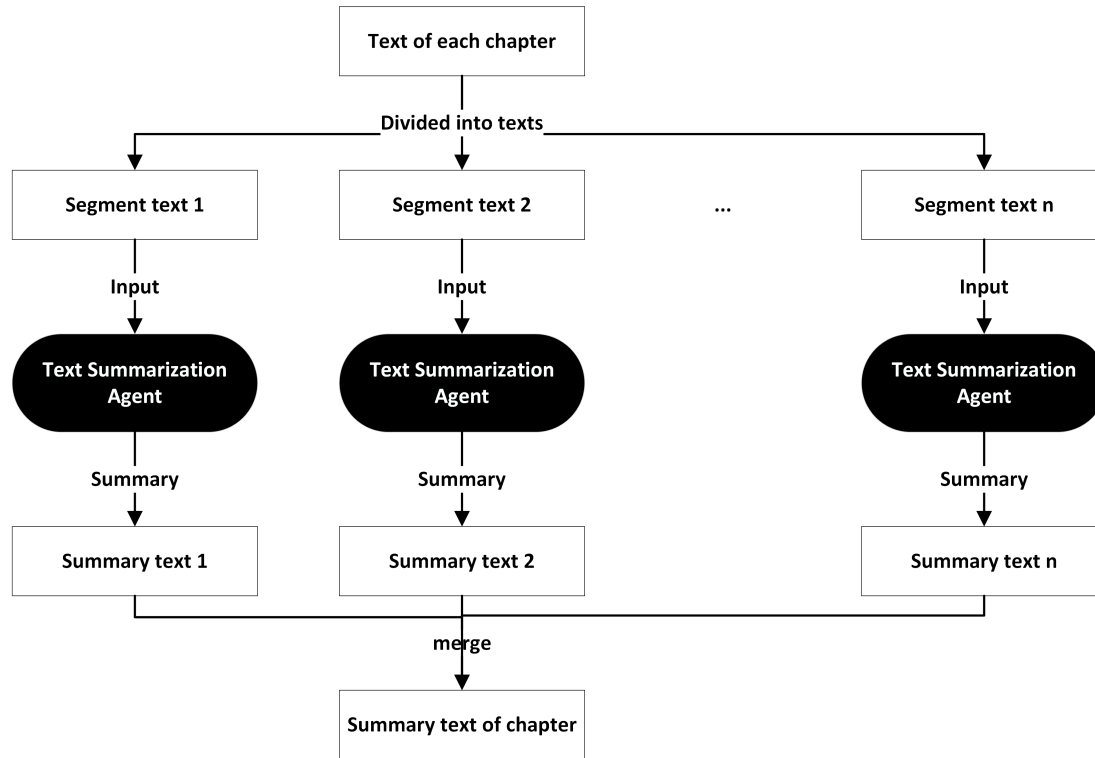 Text of each chapter
Divided into texts
Segment text 1
Segment text 2
...
Segment text n
Input
Input
Input
Text Summarization
Agent
Text Summarization
Agent
Text Summarization
Agent
Summary
Summary
Summary
Summary text 1
Summary text 2
Summary text n
merge
Summary text of chapter